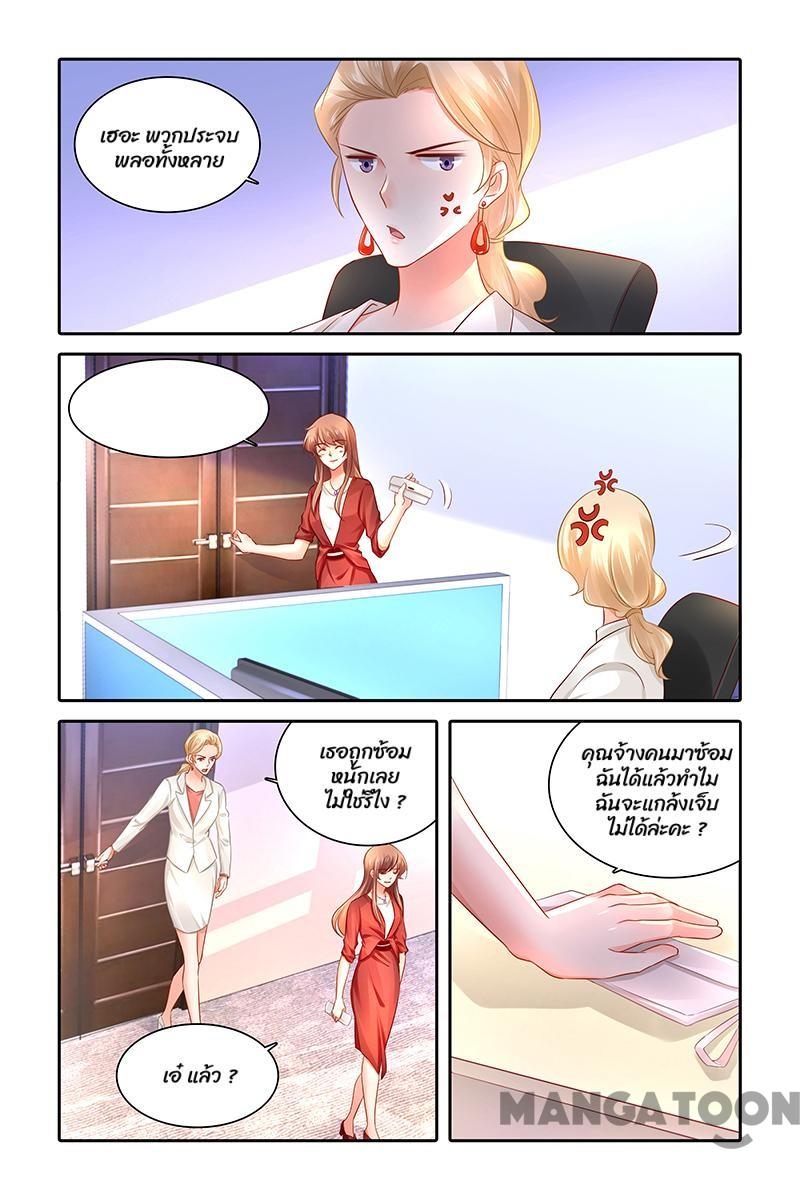 เฮอะ พวกประจบ
พลอทั้งหลาย
เธอถูกซ้อม
หนักเลย
ไม่ใช่รึไง ?
เอ๋ แล้ว ?
คุณจ้างคนมาซ้อม
ฉันได้แล้วทำไม
ฉันจะแกล้งเจ็บ
ไม่ได้ล่ะคะ ?
MANGATOON